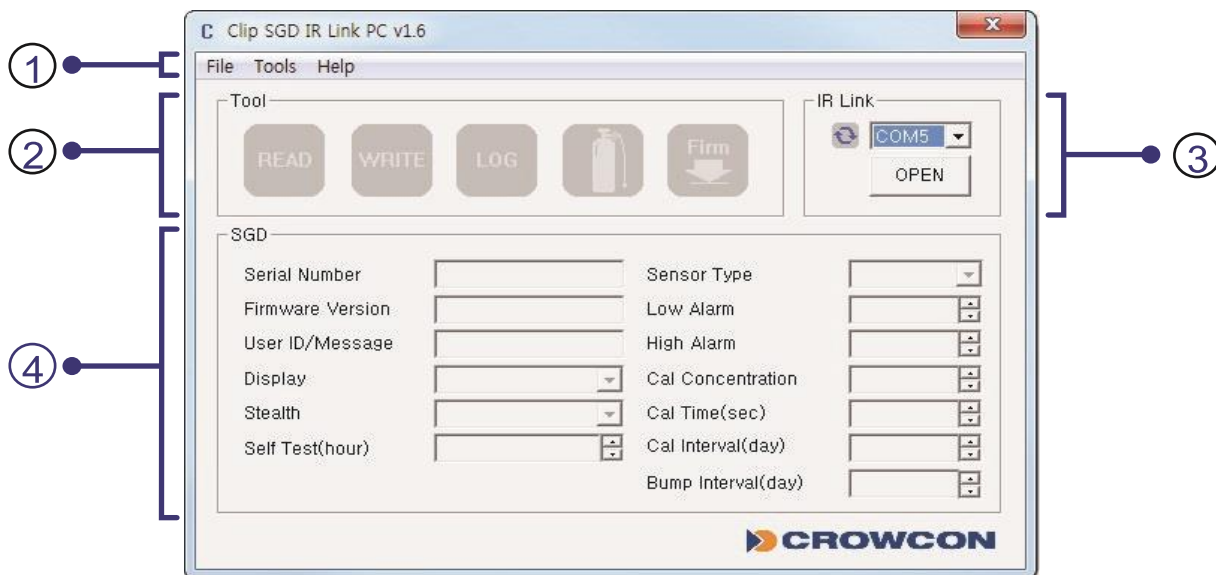 Clip SGD IR Link PC v1.6
1
File Tools Help
Tool
IR Link
2
READ WRITE LOG Firm
COM5
OPEN
3
SGD
Serial Number
Sensor Type
Firmware Version
Low Alarm
User ID/Message
High Alarm
4
Display
Cal Concentration
Stealth
Cal Time(sec)
Self Test(hour)
Cal Interval(day)
Bump Interval(day)
CROWCON